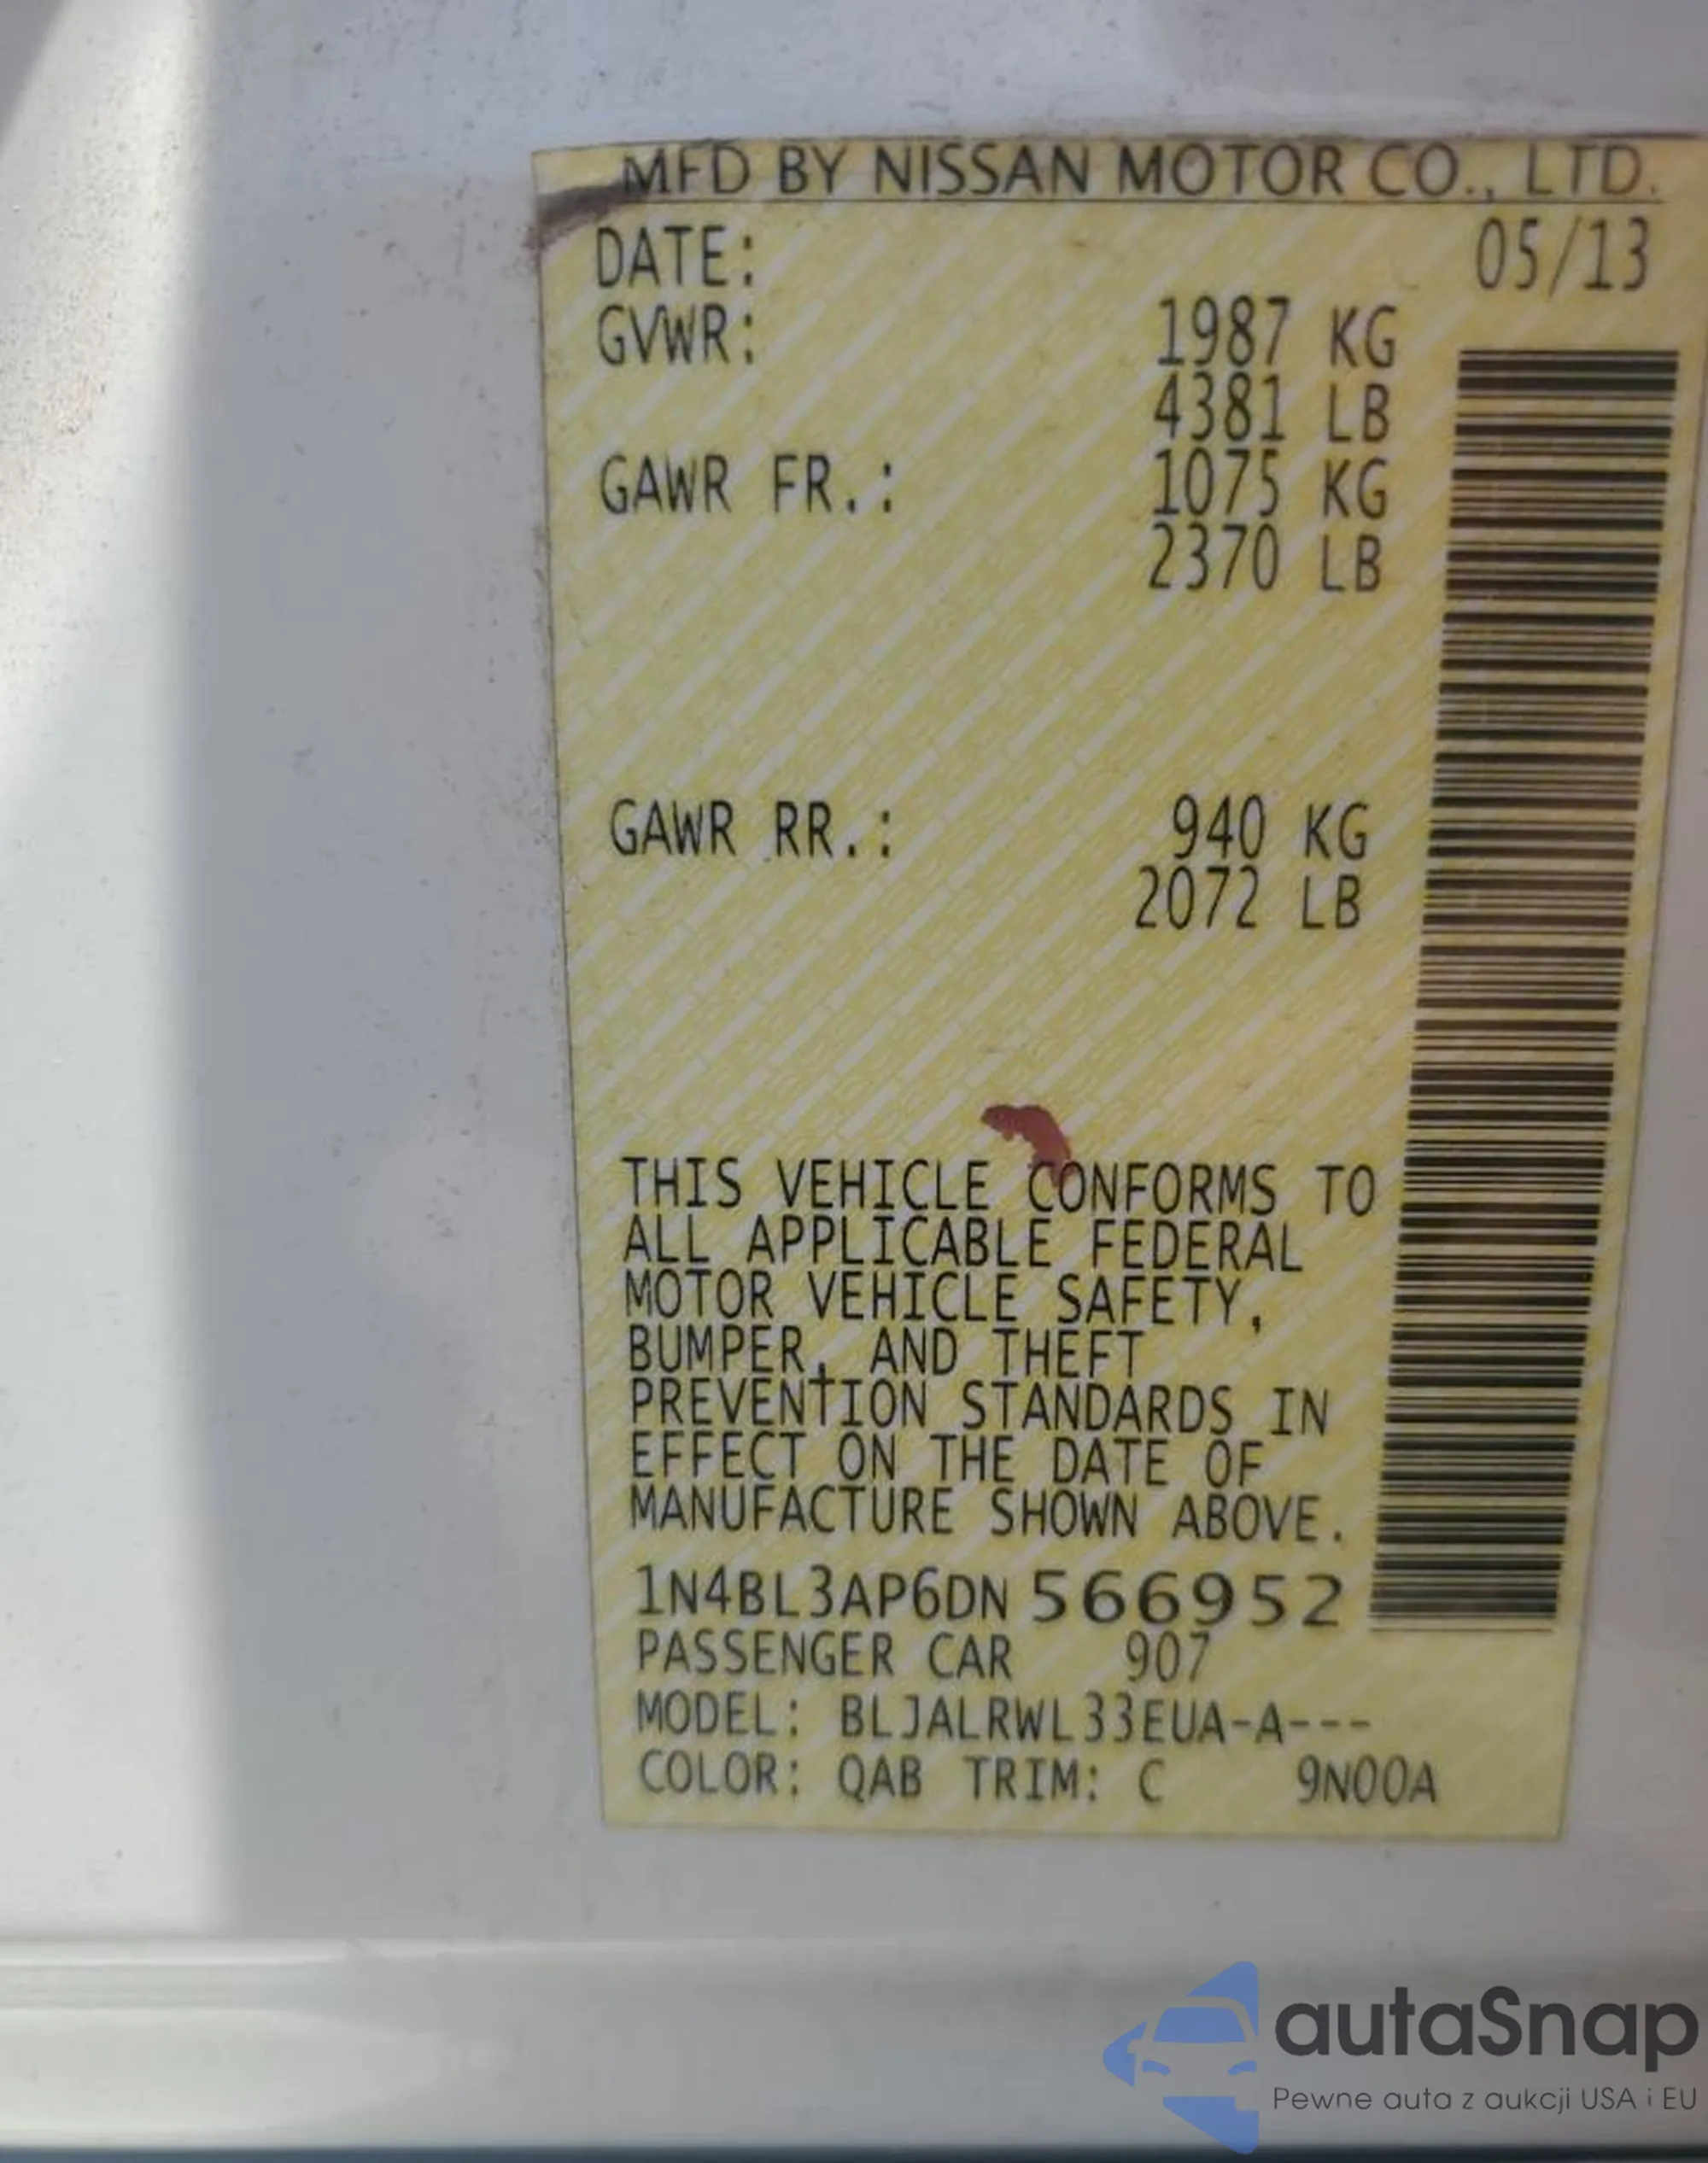 MFD BY NISSAN MOTOR CO., LTD.
DATE: 05/13
GVWR: 1987 KG
4381 LB
GAWR FR.: 1075 KG
2370 LB
GAWR RR.: 940 KG
2072 LB
THIS VEHICLE CONFORMS TO
ALL APPLICABLE FEDERAL
MOTOR VEHICLE SAFETY,
BUMPER, AND THEFT
PREVENTION STANDARDS IN
EFFECT ON THE DATE OF
MANUFACTURE SHOWN ABOVE.
1N4BL3AP6DN 566952
PASSENGER CAR 907
MODEL: BLJALRWL33EUA-A---
COLOR: QAB TRIM: C 9N00A
autaSnap
Pewne auta z aukcji USA i EU